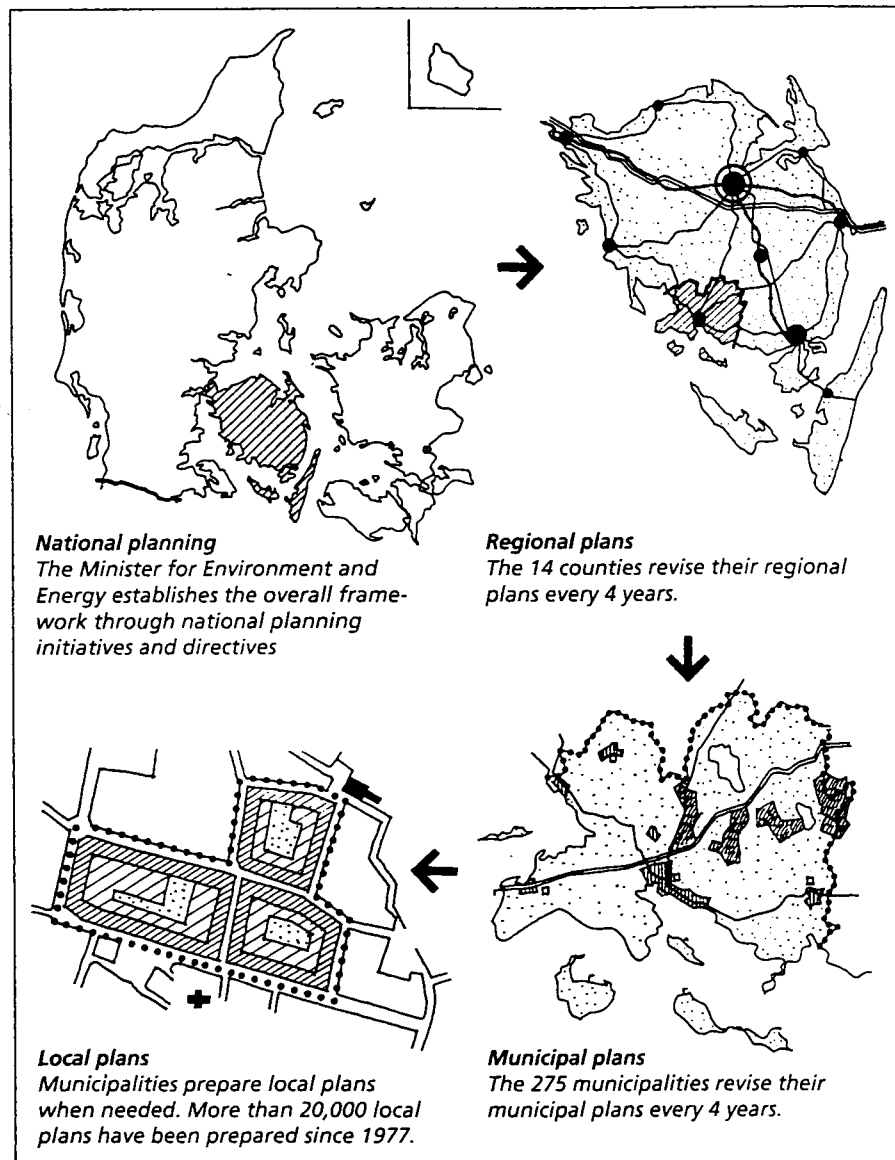 National planning
The Minister for Environment and
Energy establishes the overall frame-
work through national planning
initiatives and directives
Regional plans
The 14 counties revise their regional
plans every 4 years.
Local plans
Municipalities prepare local plans
when needed. More than 20,000 local
plans have been prepared since 1977.
Municipal plans
The 275 municipalities revise their
municipal plans every 4 years.